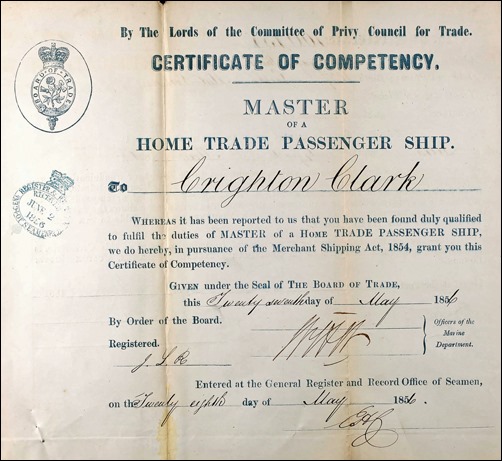 By The Lords of the Committee of Privy Council for Trade.
CERTIFICATE OF COMPETENCY,
MASTER
OF A
HOME TRADE PASSENGER SHIP.
To Crighton Clark
WHEREAS it has been reported to us that you have been found duly qualified
to fulfil the duties of MASTER of a HOME TRADE PASSENGER SHIP,
we do hereby, in pursuance of the Merchant Shipping Act, 1854, grant you this
Certificate of Competency.
GIVEN under the Seal of THE BOARD OF TRADE,
this Twenty seventh day of May 1856
By Order of the Board.
Officers of the
Marine
Department.
Registered.
J L R
Entered at the General Register and Record Office of Seamen,
on the Twenty eighth day of May 1856.
BOARD OF TRADE